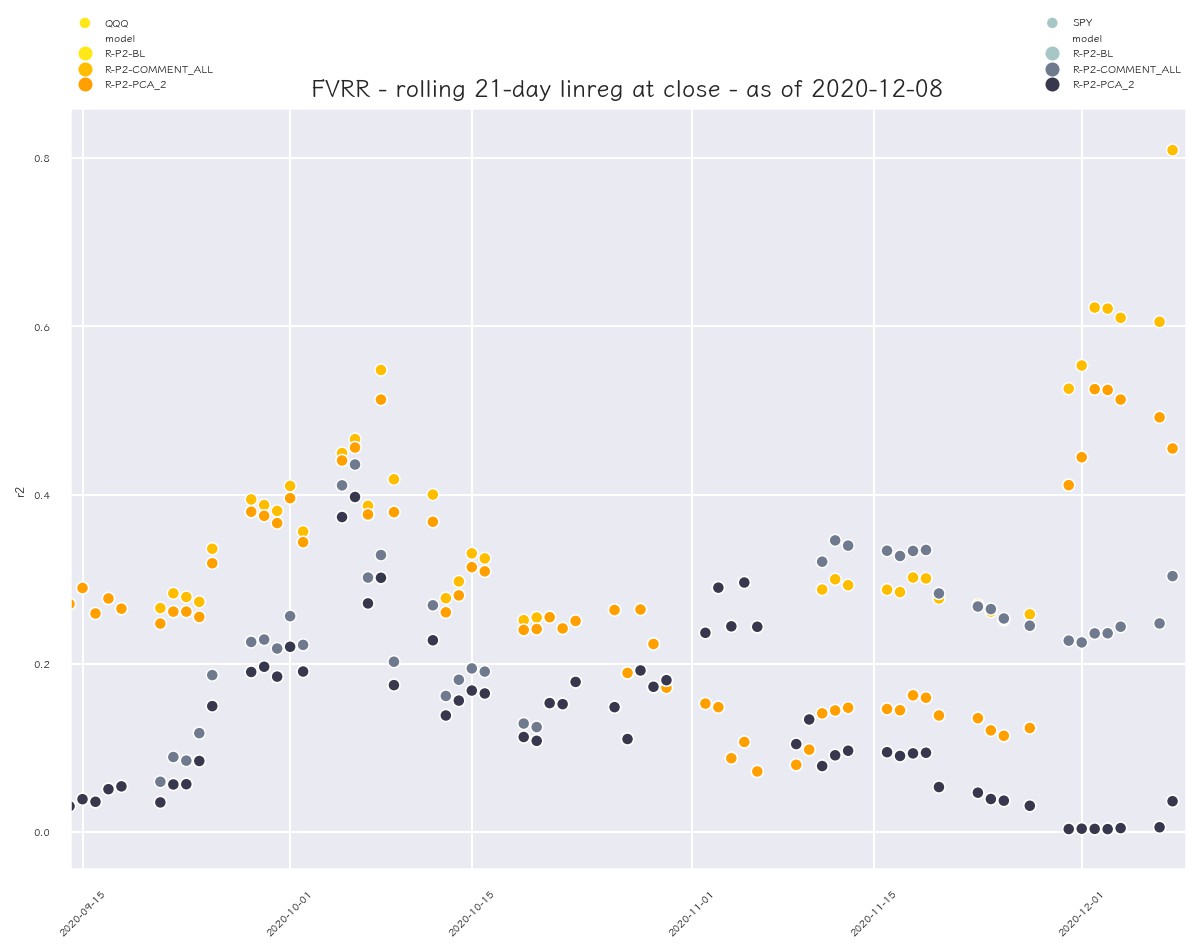 QQQ
model
R-P2-BL
R-P2-COMMENT_ALL
R-P2-PCA_2
SPY
model
R-P2-BL
R-P2-COMMENT_ALL
R-P2-PCA_2
FVRR - rolling 21-day linreg at close - as of 2020-12-08
r2
0.8
0.6
0.4
0.2
0.0
2020-09-15
2020-10-01
2020-10-15
2020-11-01
2020-11-15
2020-12-01